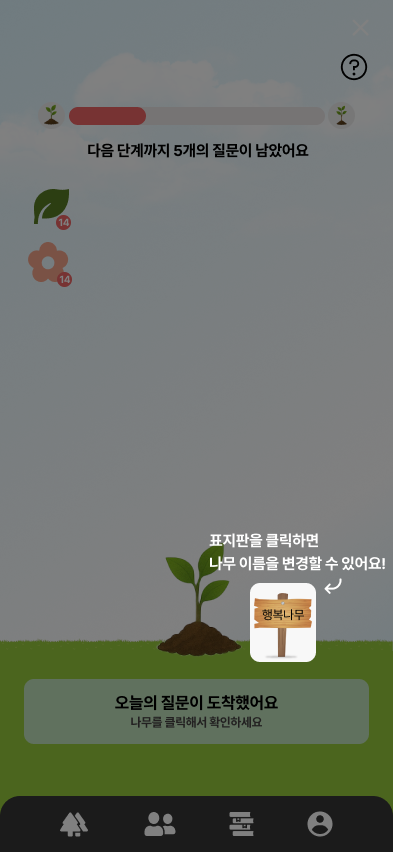 다음 단계까지 5개의 질문이 남았어요
14
14
표지판을 클릭하면
나무 이름을 변경할 수 있어요!
행복나무
오늘의 질문이 도착했어요
나무를 클릭해서 확인하세요